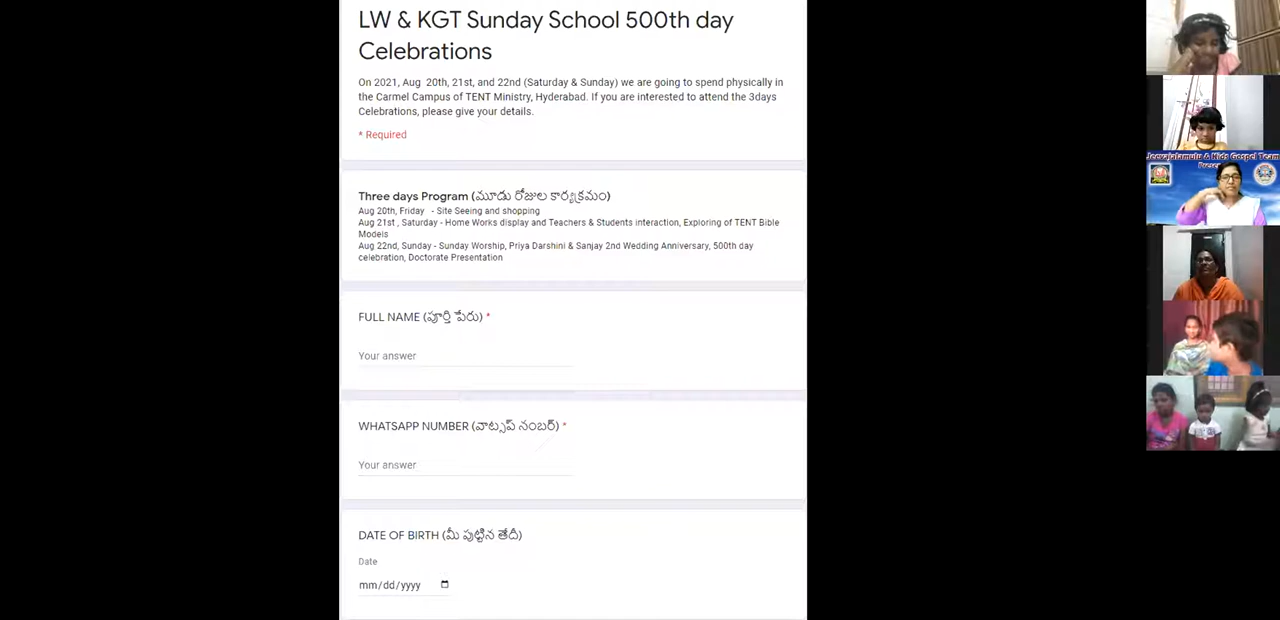 LW & KGT Sunday School 500th day
Celebrations
On 2021, Aug 20th, 21st, and 22nd (Saturday & Sunday) we are going to spend physically in
the Carmel Campus of TENT Ministry, Hyderabad. If you are interested to attend the 3days
Celebrations, please give your details.
* Required
Three days Program (మూడు రోజుల కార్యక్రమం)
Aug 20th, Friday - Site Seeing and shopping
Aug 21st , Saturday - Home Works display and Teachers & Students interaction, Exploring of TENT Bible
Models
Aug 22nd, Sunday - Sunday Worship, Priya Darshini & Sanjay 2nd Wedding Anniversary, 500th day
celebration, Doctorate Presentation
FULL NAME (పూర్తి పేరు) *
Your answer
WHATSAPP NUMBER (వాట్సప్ నంబర్) *
Your answer
DATE OF BIRTH (మీ పుట్టిన తేదీ)
Date
mm/dd/yyyy
Jeevajalamulu & Kids Gospel Team